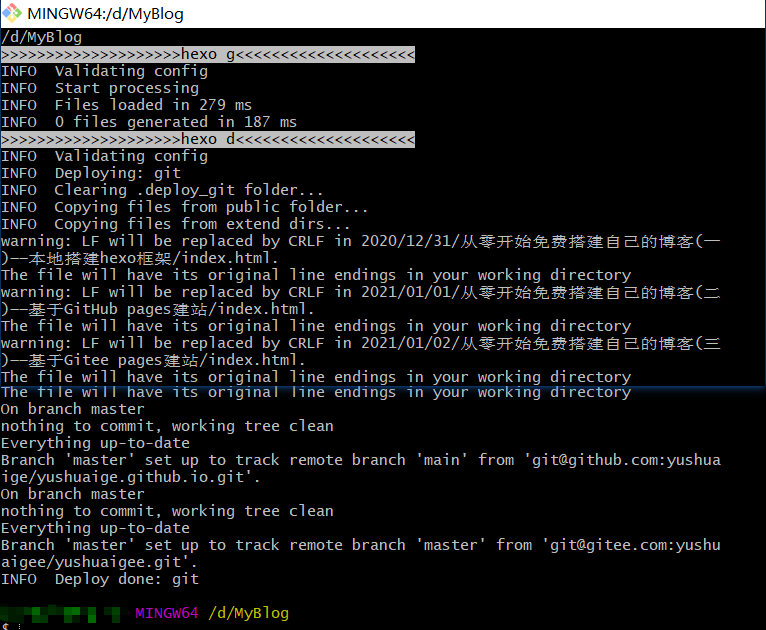 MINGW64:/d/MyBlog
/d/MyBlog
>>>>>>>>>>>>>>>>>>>>hexo g<<<<<<<<<<<<<<<<<<<<
INFO  Validating config
INFO  Start processing
INFO  Files loaded in 279 ms
INFO  0 files generated in 187 ms
>>>>>>>>>>>>>>>>>>>>hexo d<<<<<<<<<<<<<<<<<<<<
INFO  Validating config
INFO  Deploying: git
INFO  Clearing .deploy_git folder...
INFO  Copying files from public folder...
INFO  Copying files from extend dirs...
warning: LF will be replaced by CRLF in 2020/12/31/从零开始免费搭建自己的博客(一
)——本地搭建hexo框架/index.html.
The file will have its original line endings in your working directory
warning: LF will be replaced by CRLF in 2021/01/01/从零开始免费搭建自己的博客(二
)——基于GitHub pages建站/index.html.
The file will have its original line endings in your working directory
warning: LF will be replaced by CRLF in 2021/01/02/从零开始免费搭建自己的博客(三
)——基于Gitee pages建站/index.html.
The file will have its original line endings in your working directory
The file will have its original line endings in your working directory
On branch master
nothing to commit, working tree clean
Everything up-to-date
Branch 'master' set up to track remote branch 'main' from 'git@github.com:yushua
ige/yushuaige.github.io.git'.
On branch master
nothing to commit, working tree clean
Everything up-to-date
Branch 'master' set up to track remote branch 'master' from 'git@gitee.com:yushu
aigee/yushuaigee.git'.
INFO  Deploy done: git
MINGW64 /d/MyBlog